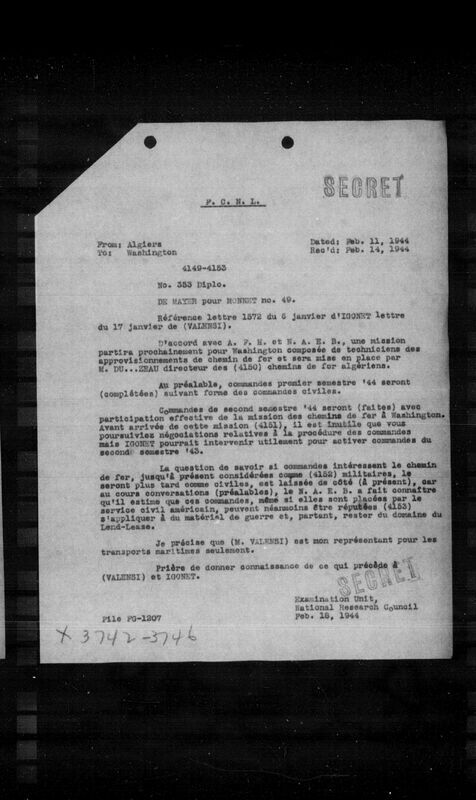 SECRET
F. C. N. L.
From: Algiers
Dated: Feb. 11, 1944
To: Washington
Rec'd: Feb. 14, 1944
4149-4153
No. 353 Diplo.
DE MAYER pour MONNET no. 49.
Référence lettre 1572 du 6 janvier d'IGONET lettre
du 17 janvier de (VALENSI).
D'accord avec A. F. H. et N. A. E. B., une mission
partira prochainement pour Washington composée de techniciens des
approvisionnements de chemin de fer et sera mise en place par
M. DU...ZEAU directeur des (4150) chemins de fer algériens.
Au préalable, commandes premier semestre '44 seront
(complétées) suivant forme des commandes civiles.
Commandes de second semestre '44 seront (faites) avec
participation effective de la mission des chemins de fer à Washington.
Avant arrivée de cette mission (4151), il est inutile que vous
poursuiviez négociations relatives à la procédure des commandes
mais IGONET pourrait intervenir utilement pour activer commandes du
second semestre '43.
La question de savoir si commandes intéressent le chemin
de fer, jusqu'à présent considérées comme (4152) militaires, le
seront plus tard comme civiles, est laissée de côté (à présent), car
au cours conversations (préalables), le N. A. E. B. a fait connaître
qu'il estime que ces commandes, même si elles sont placées par le
service civil américain, peuvent néanmoins être réputées (4153)
s'appliquer à du matériel de guerre et, partant, rester du domaine du
Lend-Lease.
Je précise que (M. VALENSI) est mon représentant pour les
transports maritimes seulement.
Prière de donner connaissance de ce qui précède à
(VALENSI) et IGONET.
SECRET
Examination Unit,
National Research Council
File FG-1207
Feb. 18, 1944
X 3742-3746